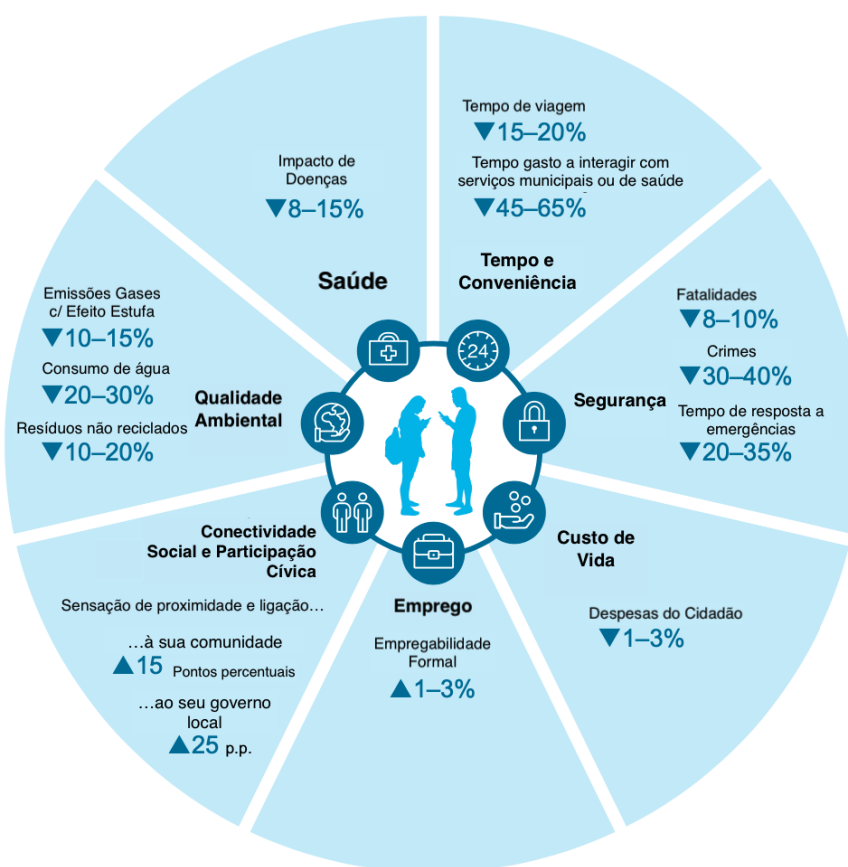 Tempo de viagem
▼15–20%
Tempo gasto a interagir com
serviços municipais ou de saúde
▼45–65%
Tempo e
Conveniência
24
Fatalidades
▼8–10%
Crimes
▼30–40%
Tempo de resposta a
emergências
▼20–35%
Segurança
Custo de
Vida
Despesas do Cidadão
▼1–3%
Emprego
Empregabilidade
Formal
▲1–3%
Conectividade
Social e Participação
Cívica
Sensação de proximidade e ligação…
…à sua comunidade
▲15 Pontos percentuais
…ao seu governo
local
▲25 p.p.
Qualidade
Ambiental
Emissões Gases
c/ Efeito Estufa
▼10–15%
Consumo de água
▼20–30%
Resíduos não reciclados
▼10–20%
Impacto de
Doenças
▼8–15%
Saúde